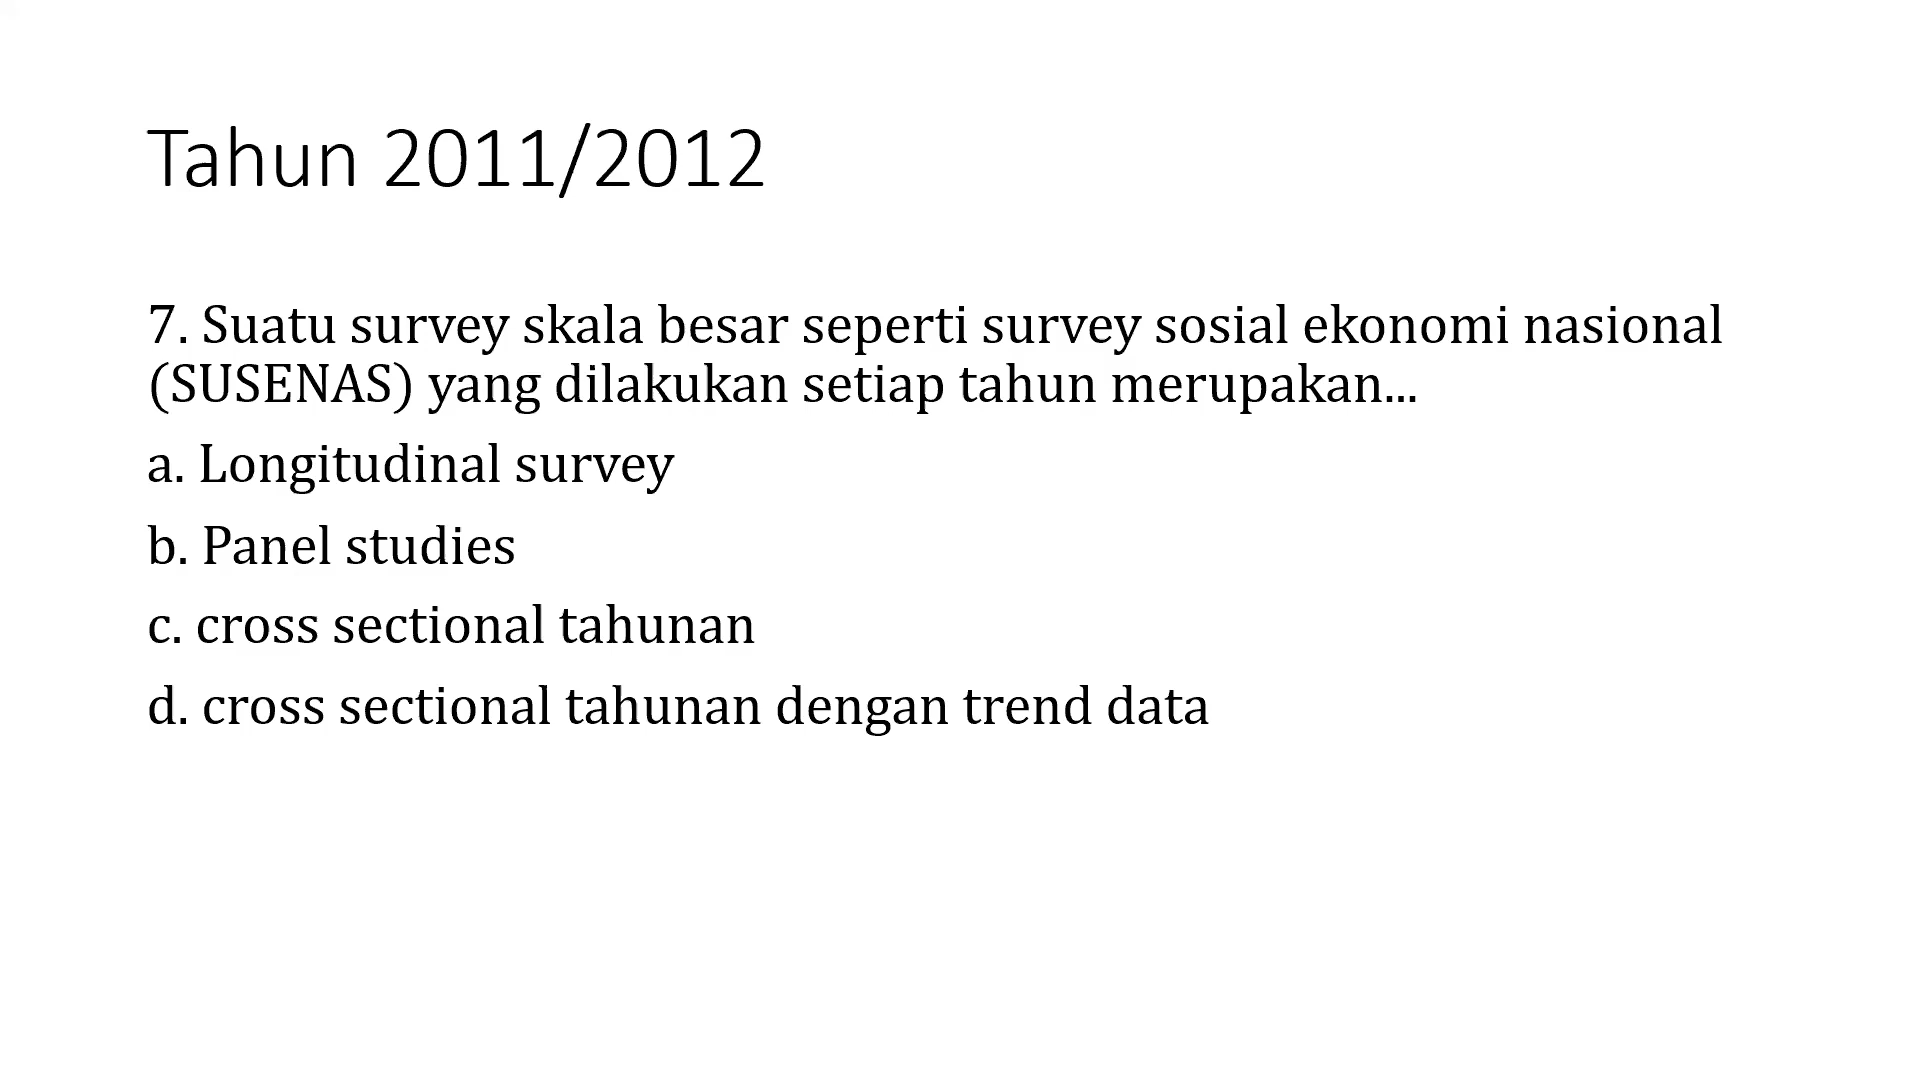 Tahun 2011/2012
7. Suatu survey skala besar seperti survey sosial ekonomi nasional
(SUSENAS) yang dilakukan setiap tahun merupakan...
a. Longitudinal survey
b. Panel studies
c. cross sectional tahunan
d. cross sectional tahunan dengan trend data